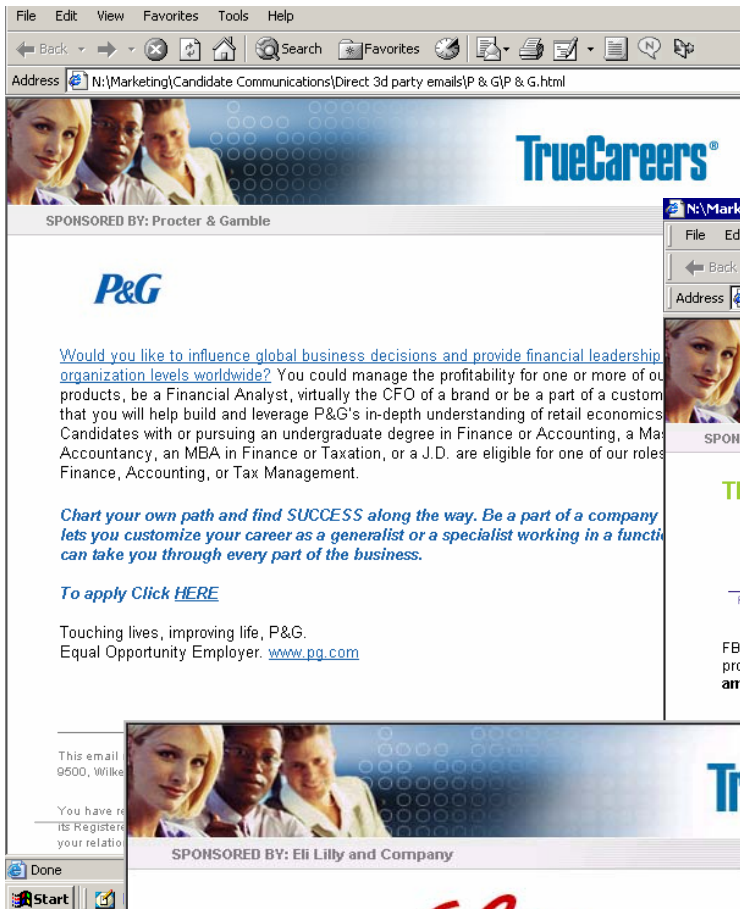 File Edit View Favorites Tools Help
Back Search Favorites
Address N:\Marketing\Candidate Communications\Direct 3d party emails\P & G\P & G.html
TrueCareers®
SPONSORED BY: Procter & Gamble
P&G
Would you like to influence global business decisions and provide financial leadership
organization levels worldwide? You could manage the profitability for one or more of ou
products, be a Financial Analyst, virtually the CFO of a brand or be a part of a custom
that you will help build and leverage P&G's in-depth understanding of retail economics
Candidates with or pursuing an undergraduate degree in Finance or Accounting, a Mas
Accountancy, an MBA in Finance or Taxation, or a J.D. are eligible for one of our roles
Finance, Accounting, or Tax Management.
Chart your own path and find SUCCESS along the way. Be a part of a company
lets you customize your career as a generalist or a specialist working in a functi
can take you through every part of the business.
To apply Click HERE
Touching lives, improving life, P&G.
Equal Opportunity Employer. www.pg.com
This email
9500, Wilke
You have re
its Registere
your relatio
Done
Start
N:\Mark
File Ed
Back
Address
SPON
FB
pro
am
Tr
SPONSORED BY: Eli Lilly and Company